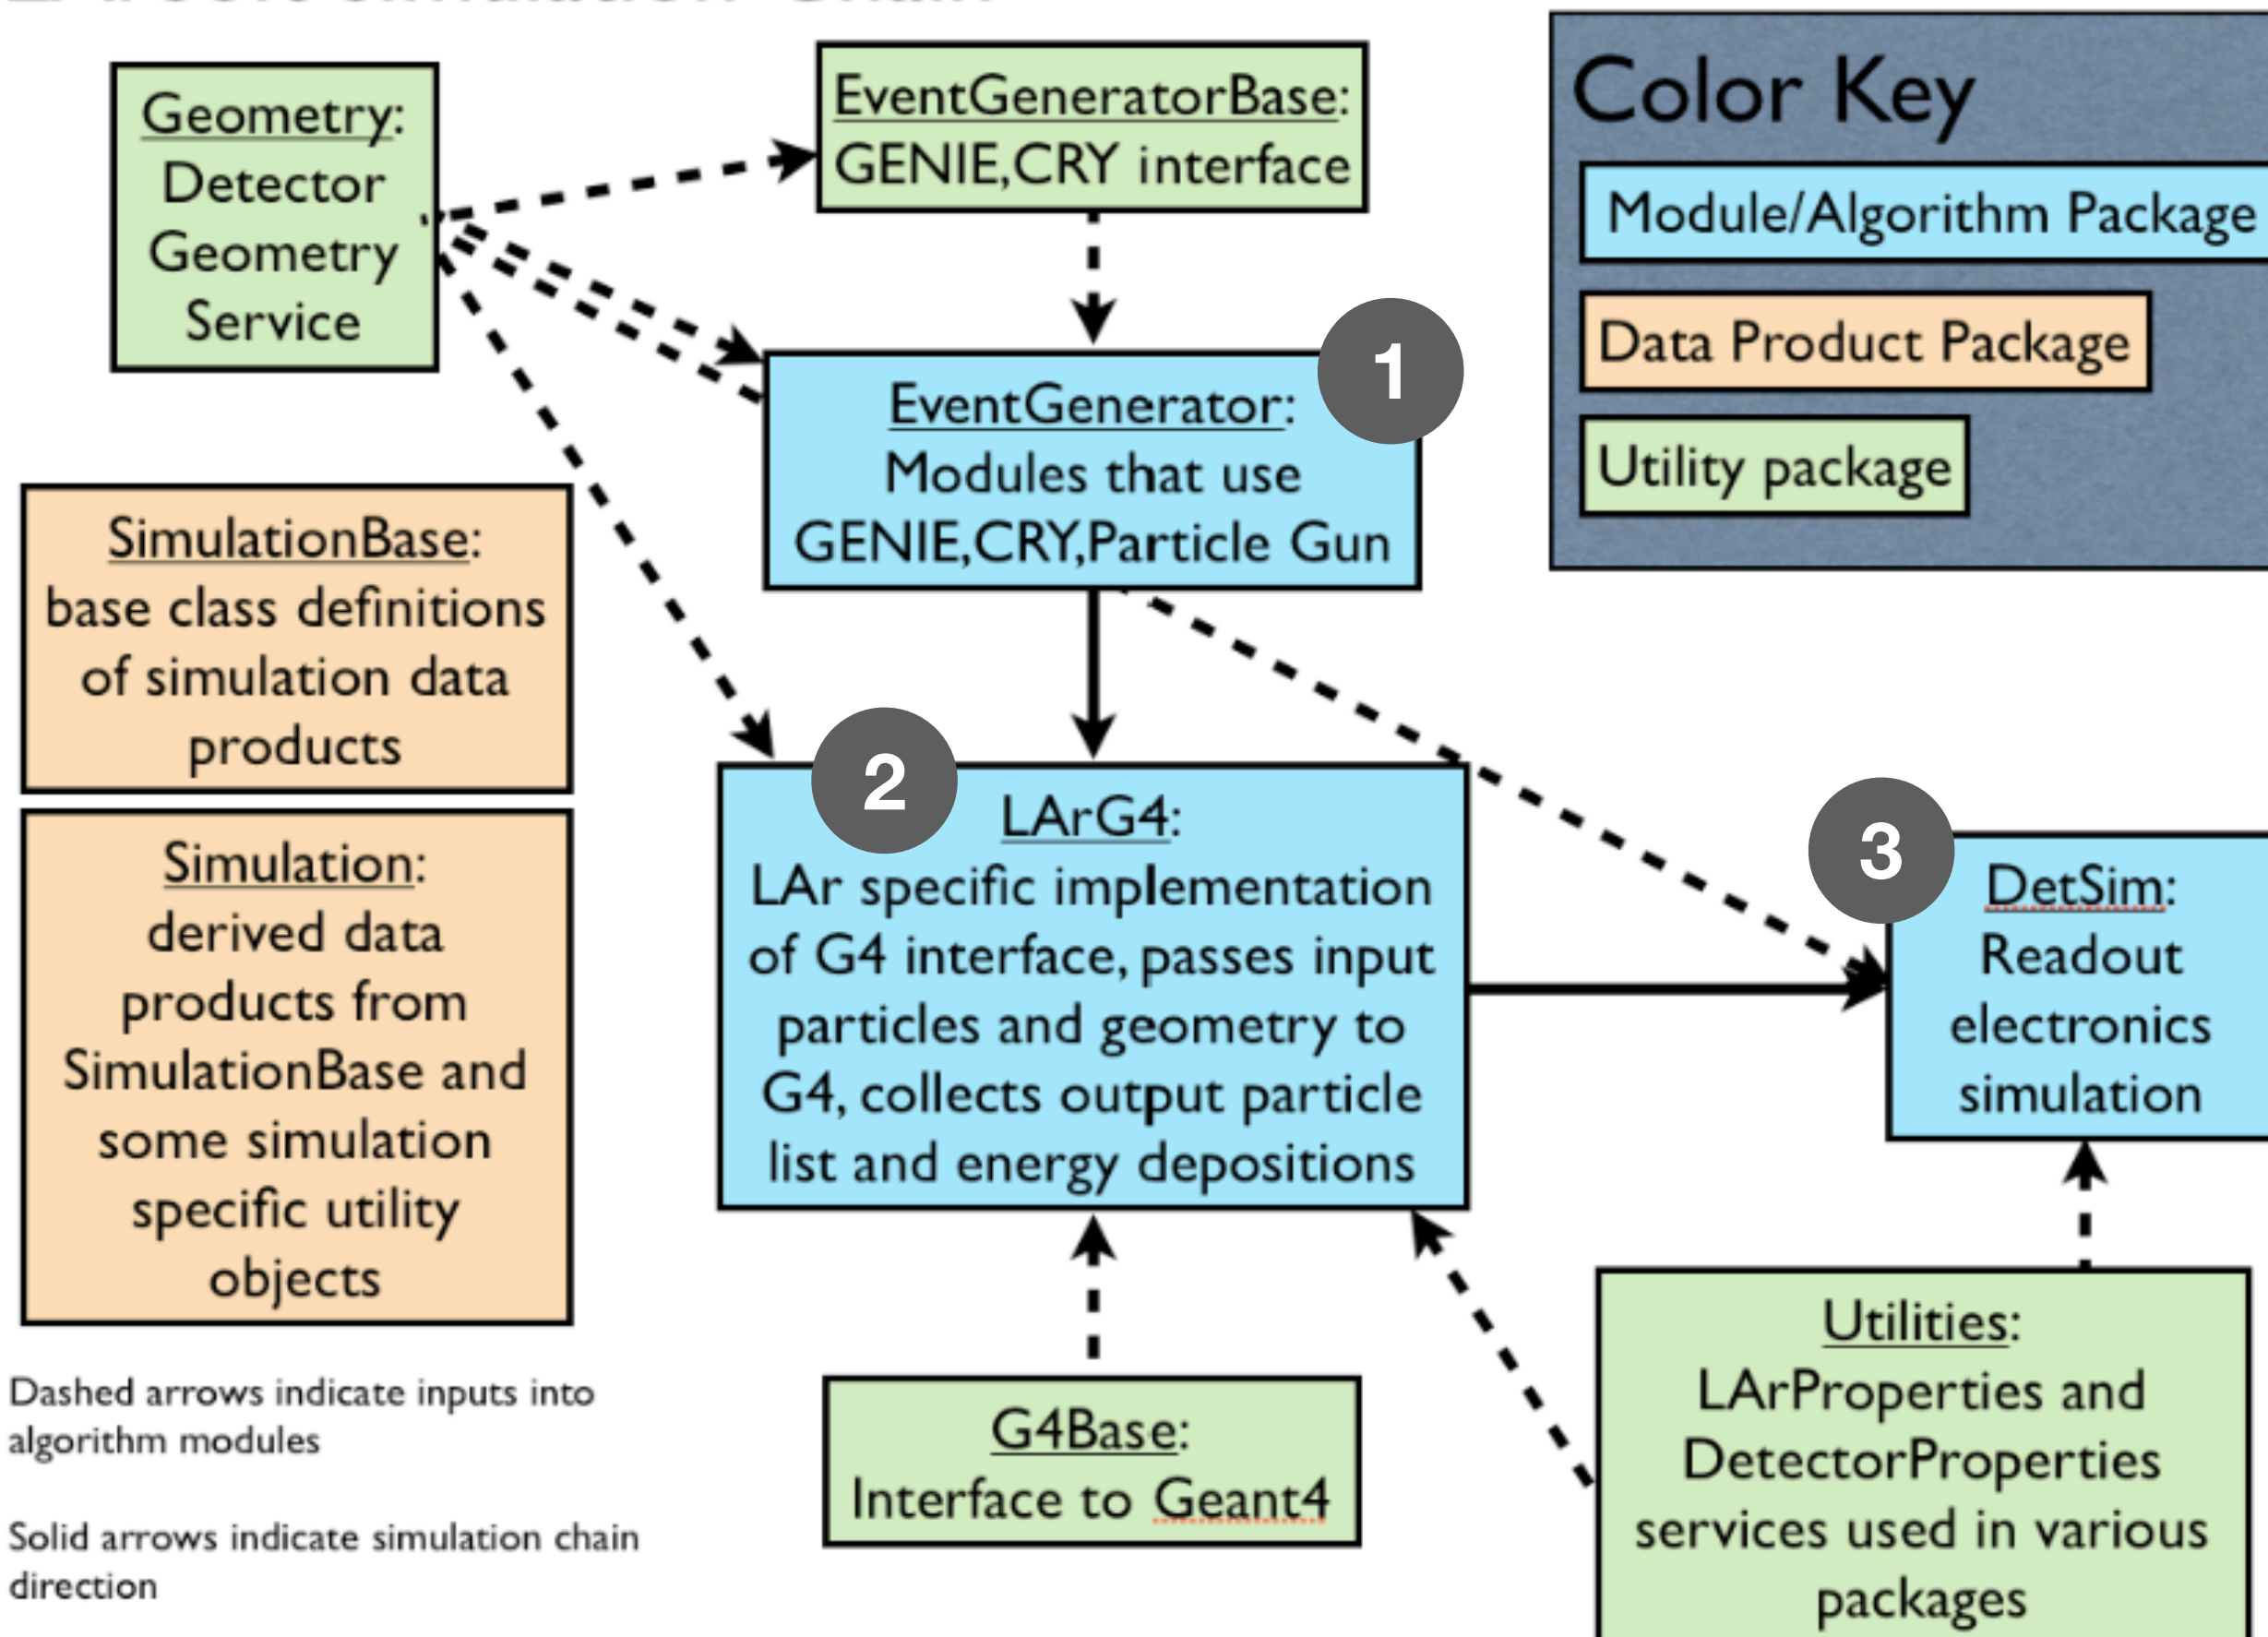 Geometry:
Detector
Geometry
Service
EventGeneratorBase:
GENIE,CRY interface
Color Key
Module/Algorithm Package
Data Product Package
Utility package
1
EventGenerator:
Modules that use
GENIE,CRY,Particle Gun
SimulationBase:
base class definitions
of simulation data
products
Simulation:
derived data
products from
SimulationBase and
some simulation
specific utility
objects
2
LArG4:
LAr specific implementation
of G4 interface, passes input
particles and geometry to
G4, collects output particle
list and energy depositions
3
DetSim:
Readout
electronics
simulation
G4Base:
Interface to Geant4
Utilities:
LArProperties and
DetectorProperties
services used in various
packages
Dashed arrows indicate inputs into
algorithm modules
Solid arrows indicate simulation chain
direction